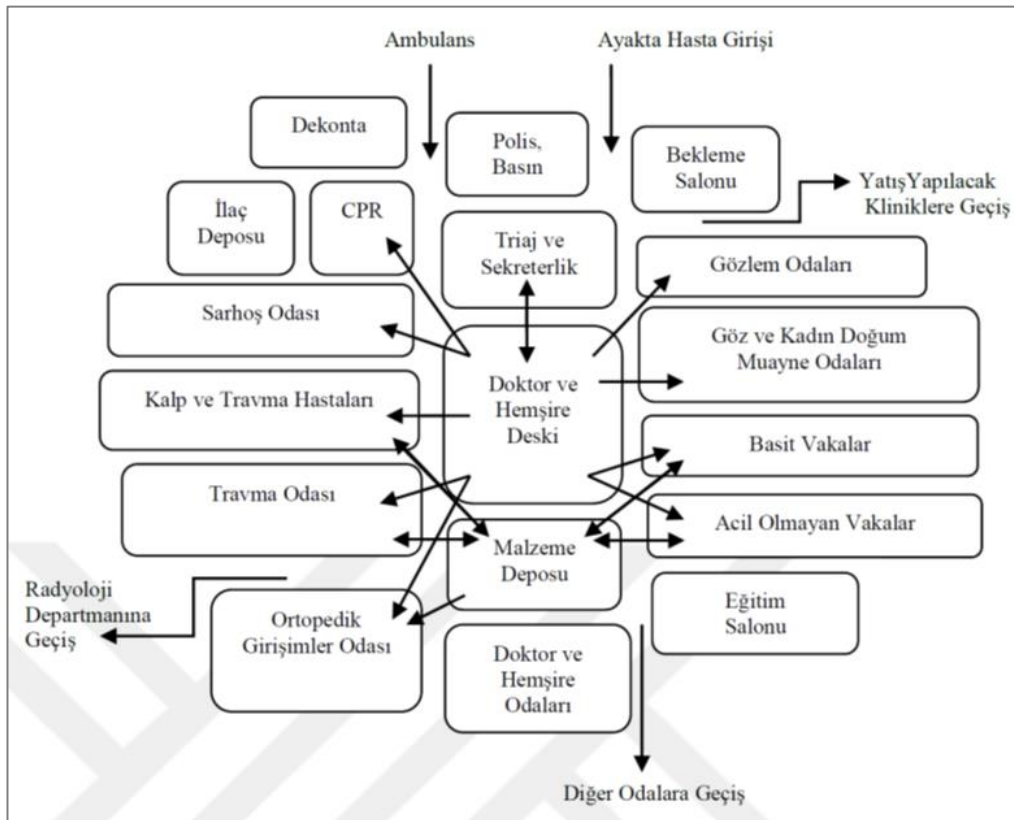 Ambulans
Ayakta Hasta Girişi
Dekonta
Polis,
Basın
Bekleme
Salonu
İlaç
Deposu
CPR
Triaj ve
Sekreterlik
YatışYapılacak
Kliniklere Geçiş
Gözlem Odaları
Sarhoş Odası
Göz ve Kadın Doğum
Muayne Odaları
Doktor ve
Hemşire
Deski
Kalp ve Travma Hastaları
Basit Vakalar
Travma Odası
Acil Olmayan Vakalar
Malzeme
Deposu
Radyoloji
Departmanına
Geçiş
Ortopedik
Girişimler Odası
Eğitim
Salonu
Doktor ve
Hemşire
Odaları
Diğer Odalara Geçiş